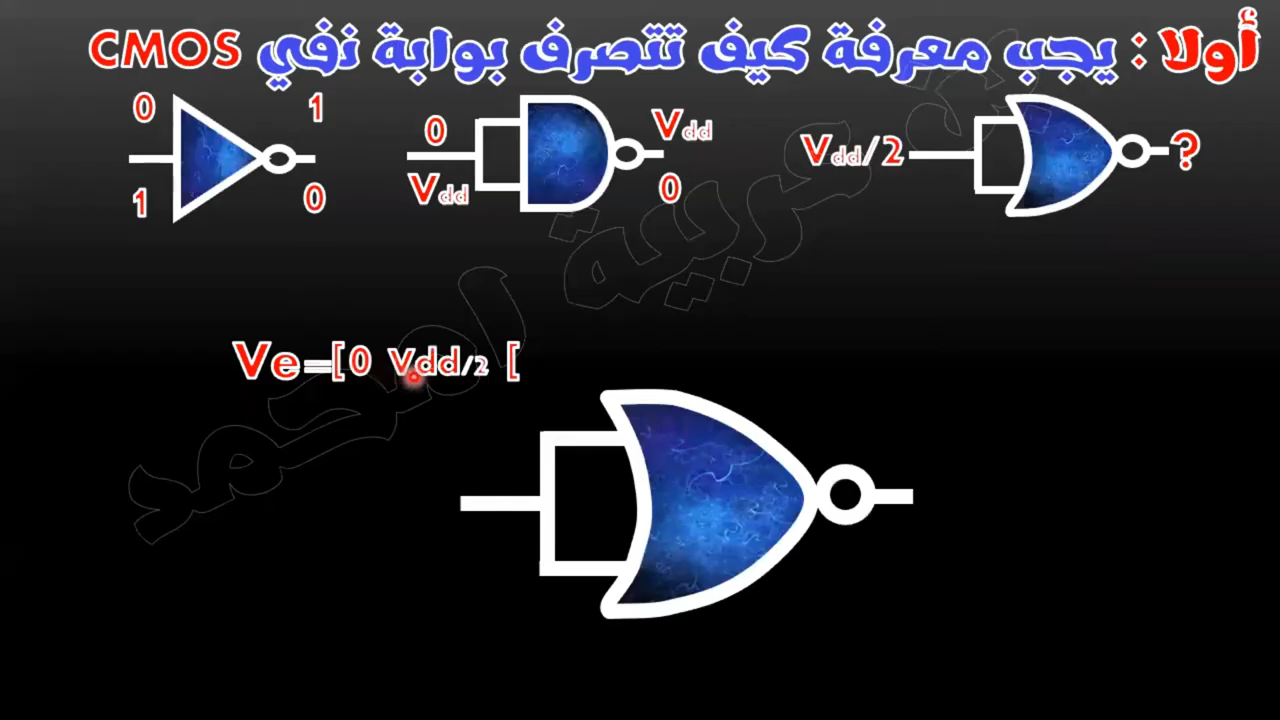 أولا : يجب معرفة كيف تتصرف بوابة نفي CMOS
0 1
1 0
0 Vdd
Vdd 0
Vdd/2 ?
Ve=[0 Vdd/2 [